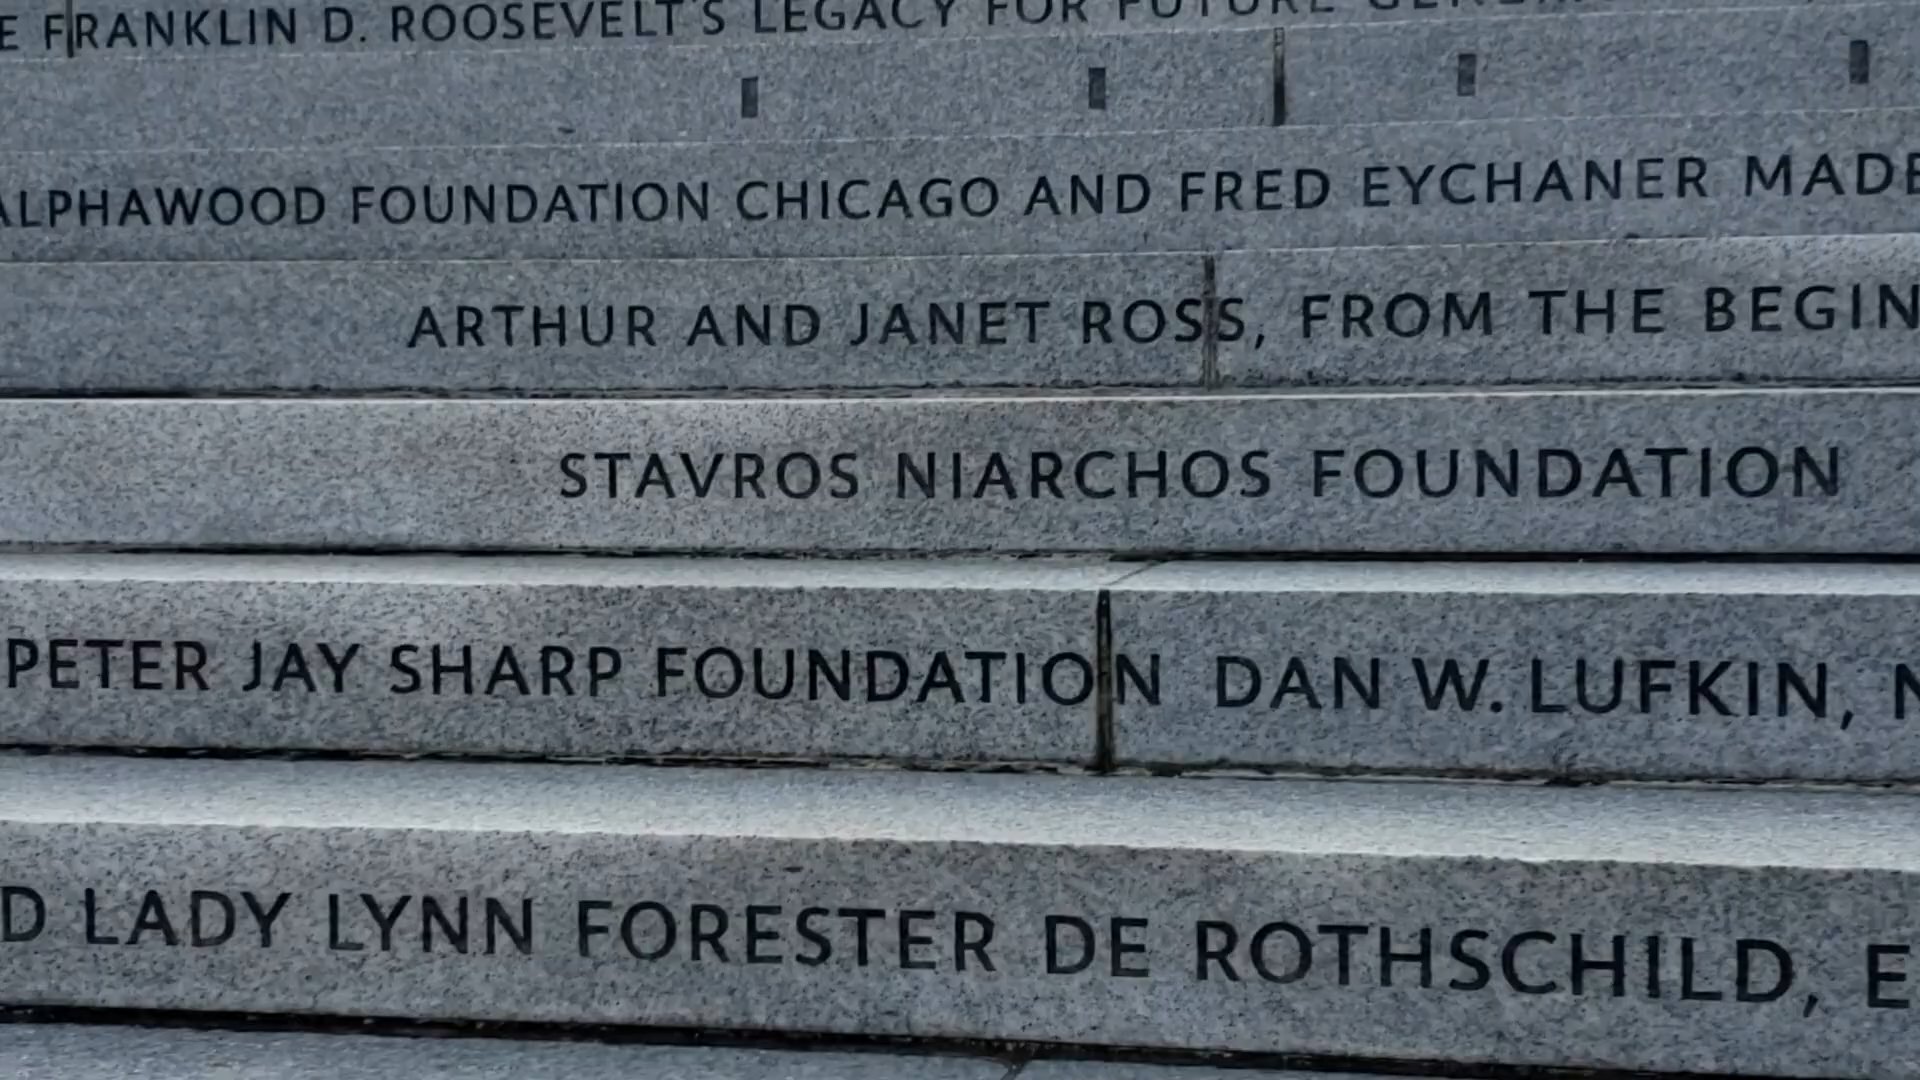 E FRANKLIN D. ROOSEVELT'S LEGACY FOR FUTURE
ALPHAWOOD FOUNDATION CHICAGO AND FRED EYCHANER MADE
ARTHUR AND JANET ROSS, FROM THE BEGIN
STAVROS NIARCHOS FOUNDATION
PETER JAY SHARP FOUNDATION DAN W. LUFKIN, N
D LADY LYNN FORESTER DE ROTHSCHILD, E